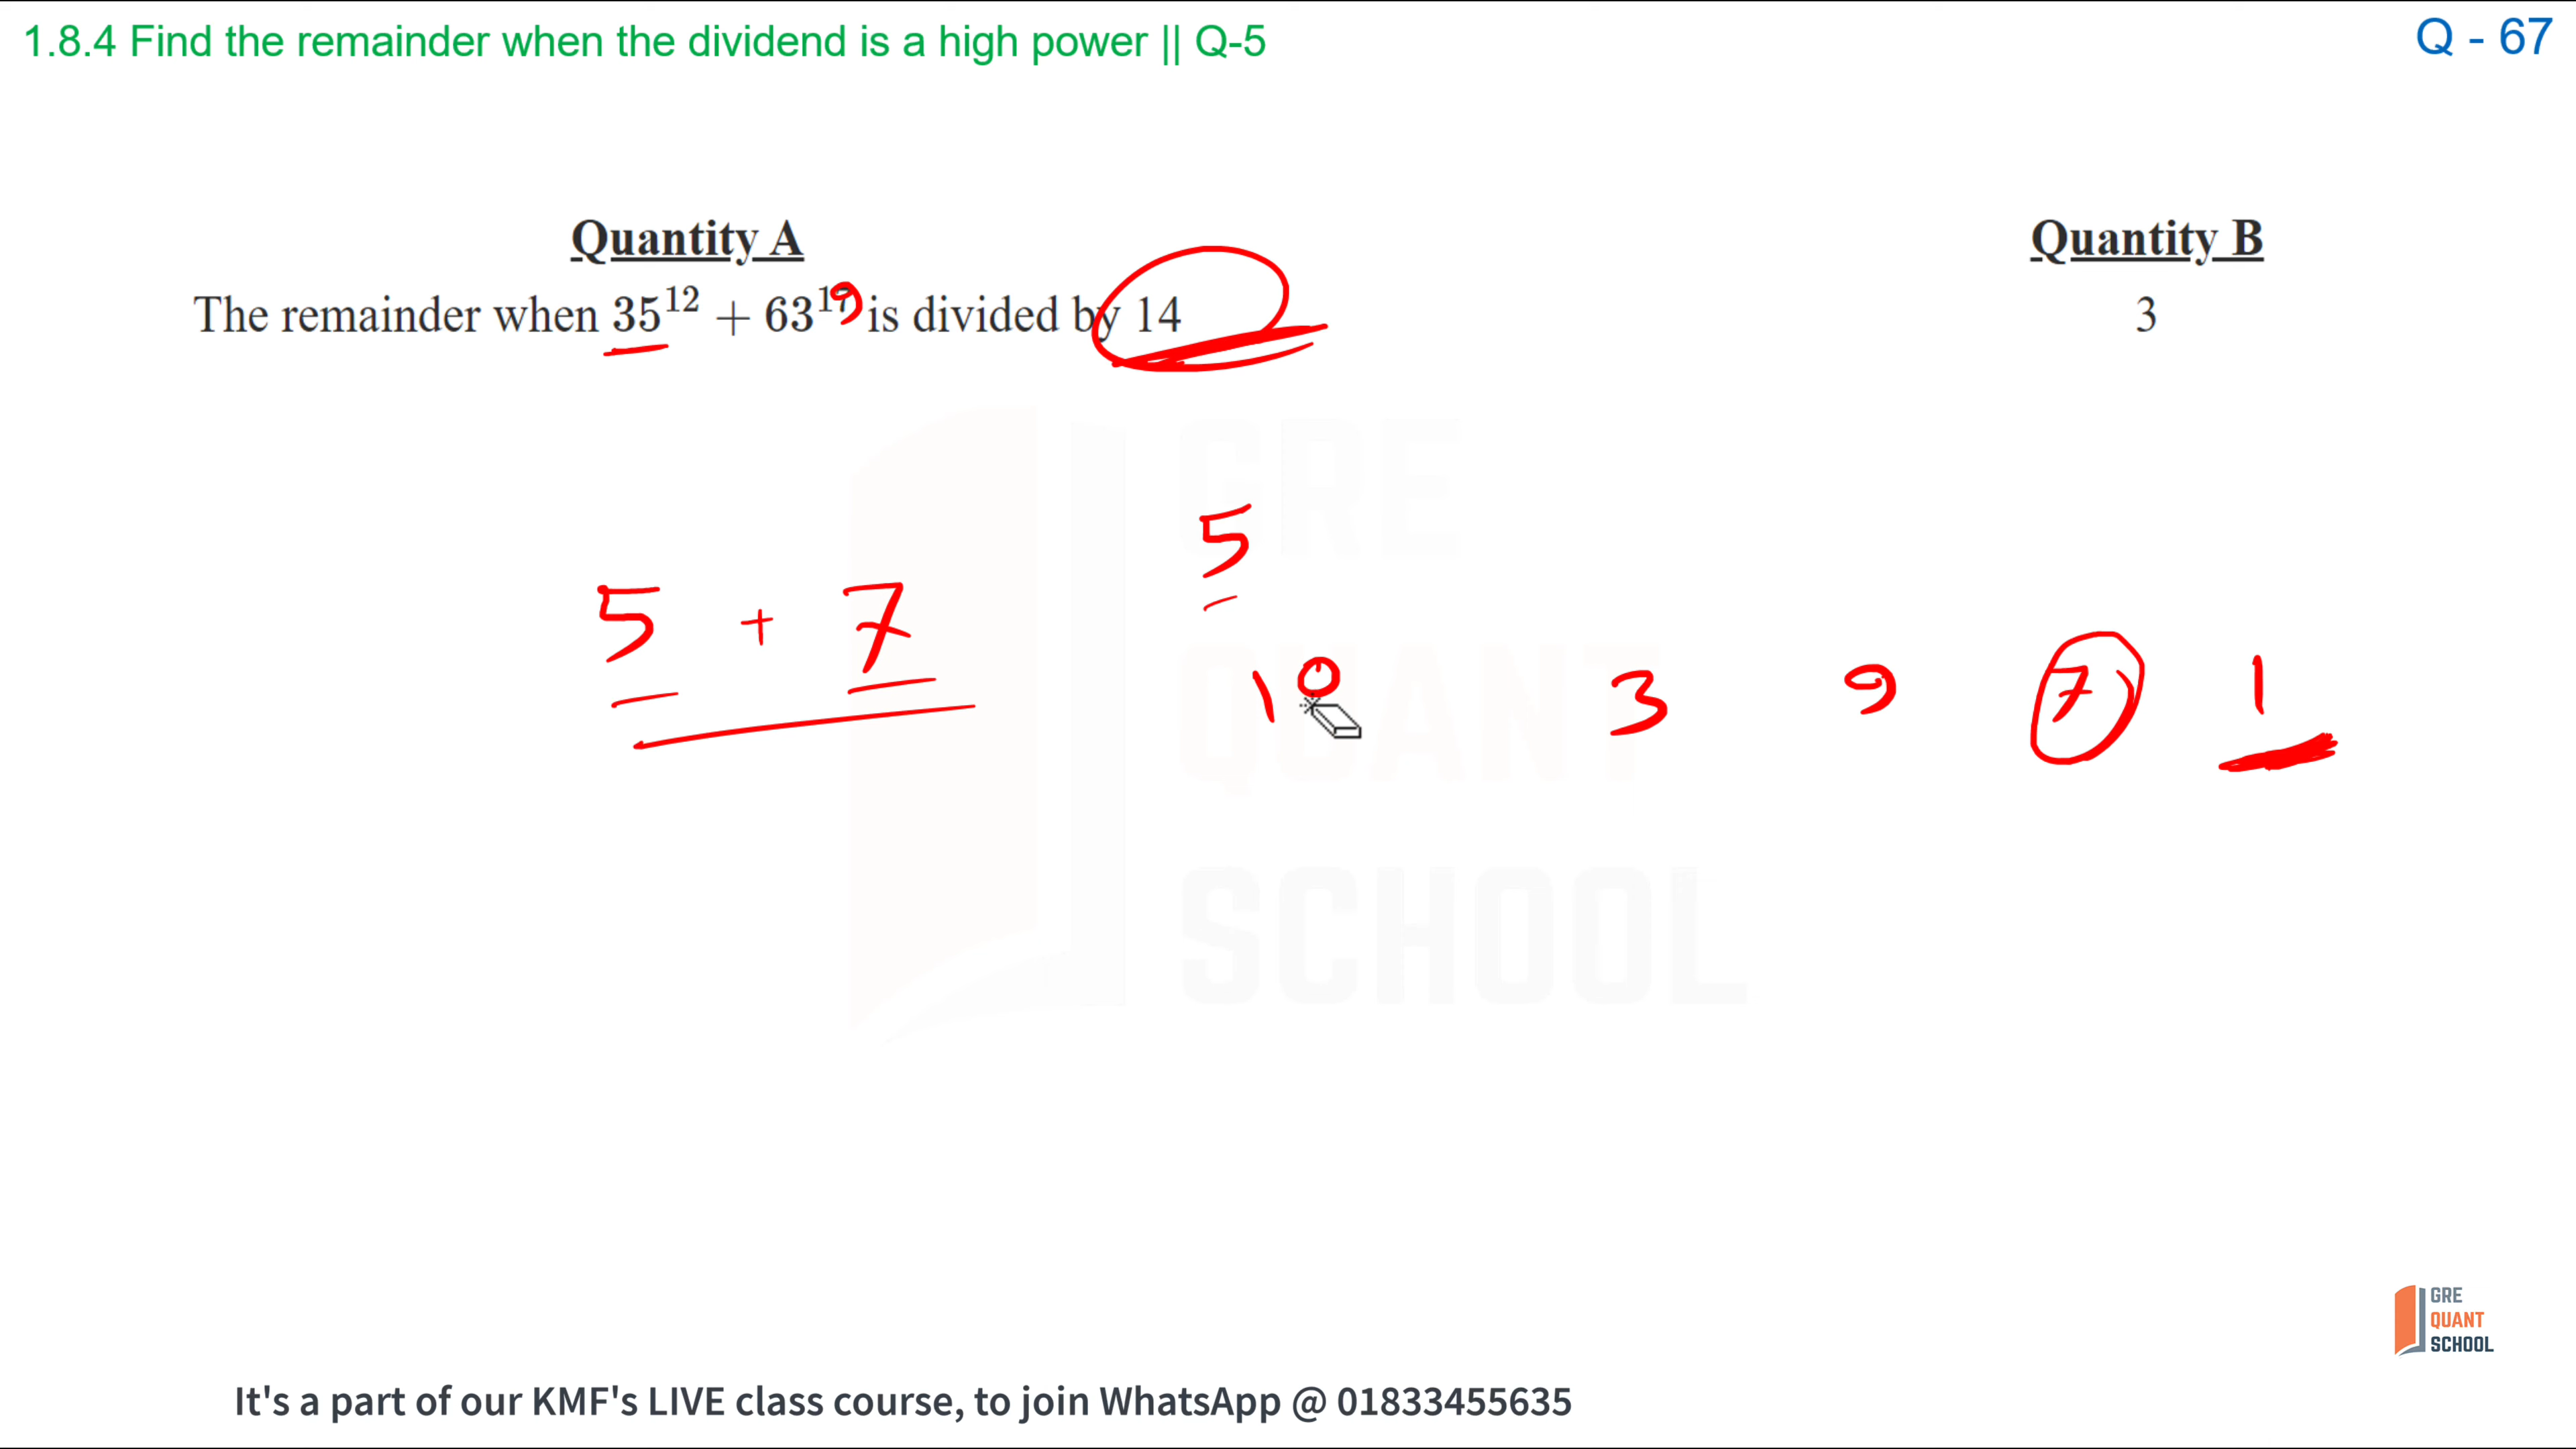 1.8.4 Find the remainder when the dividend is a high power || Q-5
Q - 67
Quantity A
Quantity B
The remainder when 35^12 + 63^19 is divided by 14
3
5
5 + 7
10
3 9 7 1
GRE
QUANT
SCHOOL
GRE
QUANT
SCHOOL
It's a part of our KMF's LIVE class course, to join WhatsApp @ 01833455635